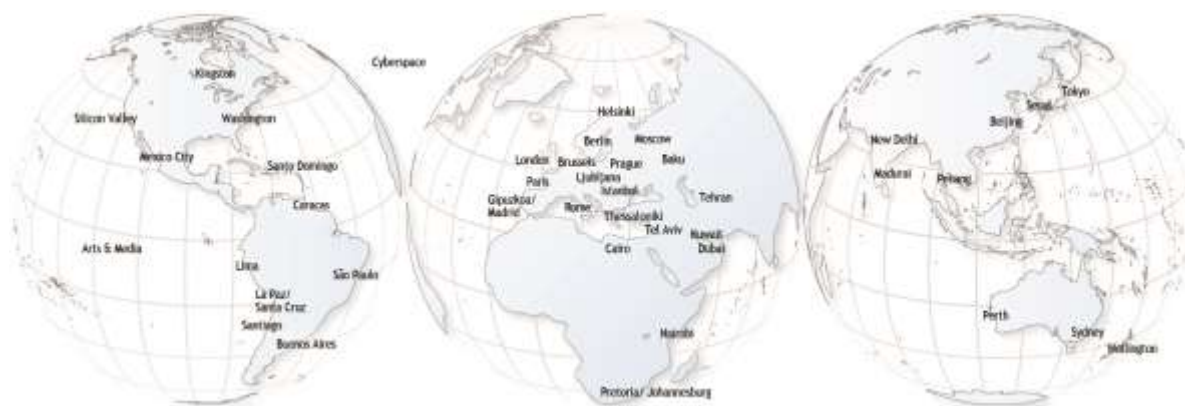 Cyberspace
Kingston
Silicon Valley
Washington
Mexico City
Santo Domingo
Caracas
Arts & Media
Lima
São Paulo
La Paz/
Santa Cruz
Santiago
Buenos Aires
Helsinki
Berlin
Moscow
London
Brussels
Prague
Baku
Ljubljana
Paris
Istanbul
Gipuzkoa/
Madrid
Rome
Tehran
Thessaloniki
Tel Aviv
Kuwait
Cairo
Dubai
Nairobi
Pretoria/ Johannesburg
Tokyo
Seoul
Beijing
New Delhi
Madurai
Penang
Perth
Sydney
Wellington